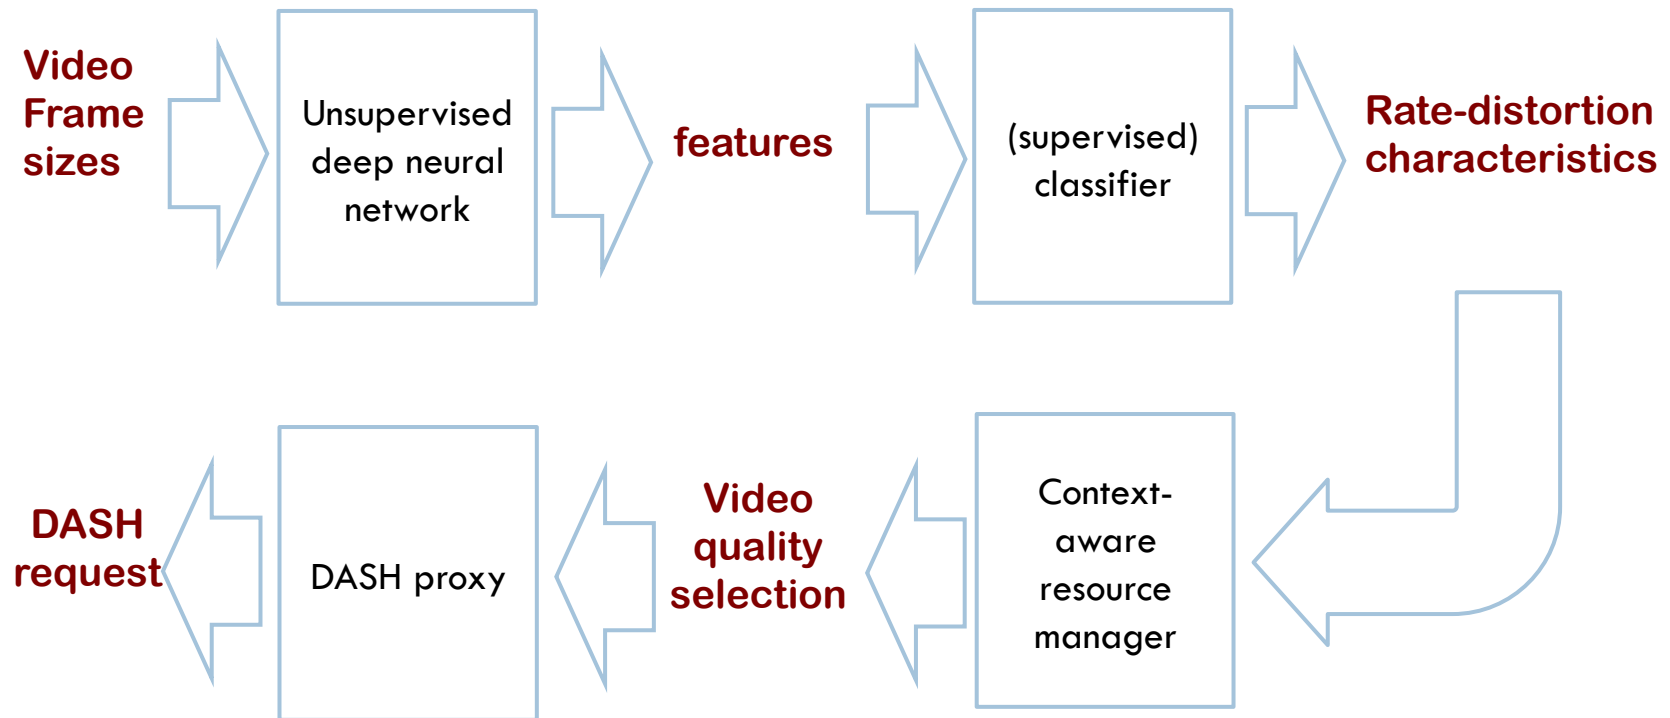 Video
Frame
sizes
Unsupervised
deep neural
network
features
(supervised)
classifier
Rate-distortion
characteristics
DASH
request
DASH proxy
Video
quality
selection
Context-
aware
resource
manager